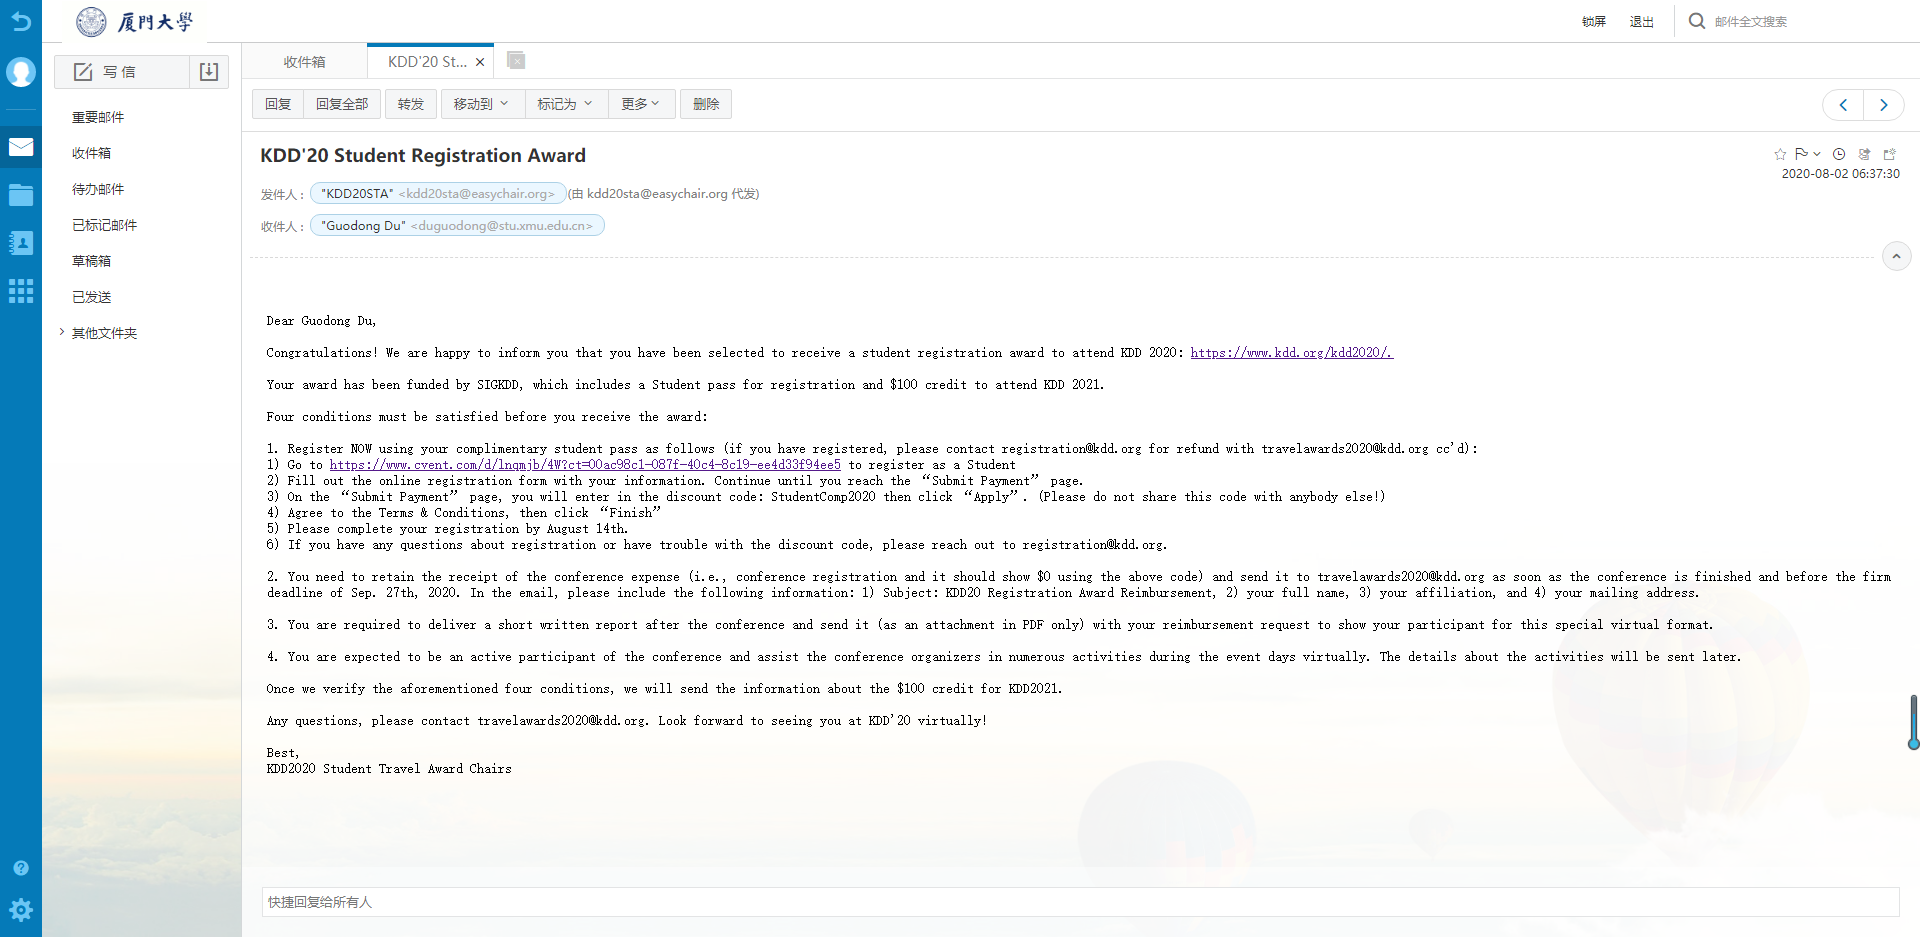 厦門大學
锁屏 退出 邮件全文搜索
写信
重要邮件
收件箱
待办邮件
已标记邮件
草稿箱
已发送
其他文件夹
收件箱 KDD'20 St...
回复 回复全部 转发 移动到 标记为 更多 删除
KDD'20 Student Registration Award
2020-08-02 06:37:30
发件人： "KDD20STA" <kdd20sta@easychair.org> (由 kdd20sta@easychair.org 代发)
收件人： "Guodong Du" <duguodong@stu.xmu.edu.cn>
Dear Guodong Du,
Congratulations! We are happy to inform you that you have been selected to receive a student registration award to attend KDD 2020: https://www.kdd.org/kdd2020/.
Your award has been funded by SIGKDD, which includes a Student pass for registration and $100 credit to attend KDD 2021.
Four conditions must be satisfied before you receive the award:
1. Register NOW using your complimentary student pass as follows (if you have registered, please contact registration@kdd.org for refund with travelawards2020@kdd.org cc'd):
1) Go to https://www.cvent.com/d/lnqmjb/4W?ct=00ac98c1-087f-40c4-8c19-ee4d33f94ee5 to register as a Student
2) Fill out the online registration form with your information. Continue until you reach the “Submit Payment” page.
3) On the “Submit Payment” page, you will enter in the discount code: StudentComp2020 then click “Apply”. (Please do not share this code with anybody else!)
4) Agree to the Terms & Conditions, then click “Finish”
5) Please complete your registration by August 14th.
6) If you have any questions about registration or have trouble with the discount code, please reach out to registration@kdd.org.
2. You need to retain the receipt of the conference expense (i.e., conference registration and it should show $0 using the above code) and send it to travelawards2020@kdd.org as soon as the conference is finished and before the firm
deadline of Sep. 27th, 2020. In the email, please include the following information: 1) Subject: KDD20 Registration Award Reimbursement, 2) your full name, 3) your affiliation, and 4) your mailing address.
3. You are required to deliver a short written report after the conference and send it (as an attachment in PDF only) with your reimbursement request to show your participant for this special virtual format.
4. You are expected to be an active participant of the conference and assist the conference organizers in numerous activities during the event days virtually. The details about the activities will be sent later.
Once we verify the aforementioned four conditions, we will send the information about the $100 credit for KDD2021.
Any questions, please contact travelawards2020@kdd.org. Look forward to seeing you at KDD'20 virtually!
Best,
KDD2020 Student Travel Award Chairs
快捷回复给所有人